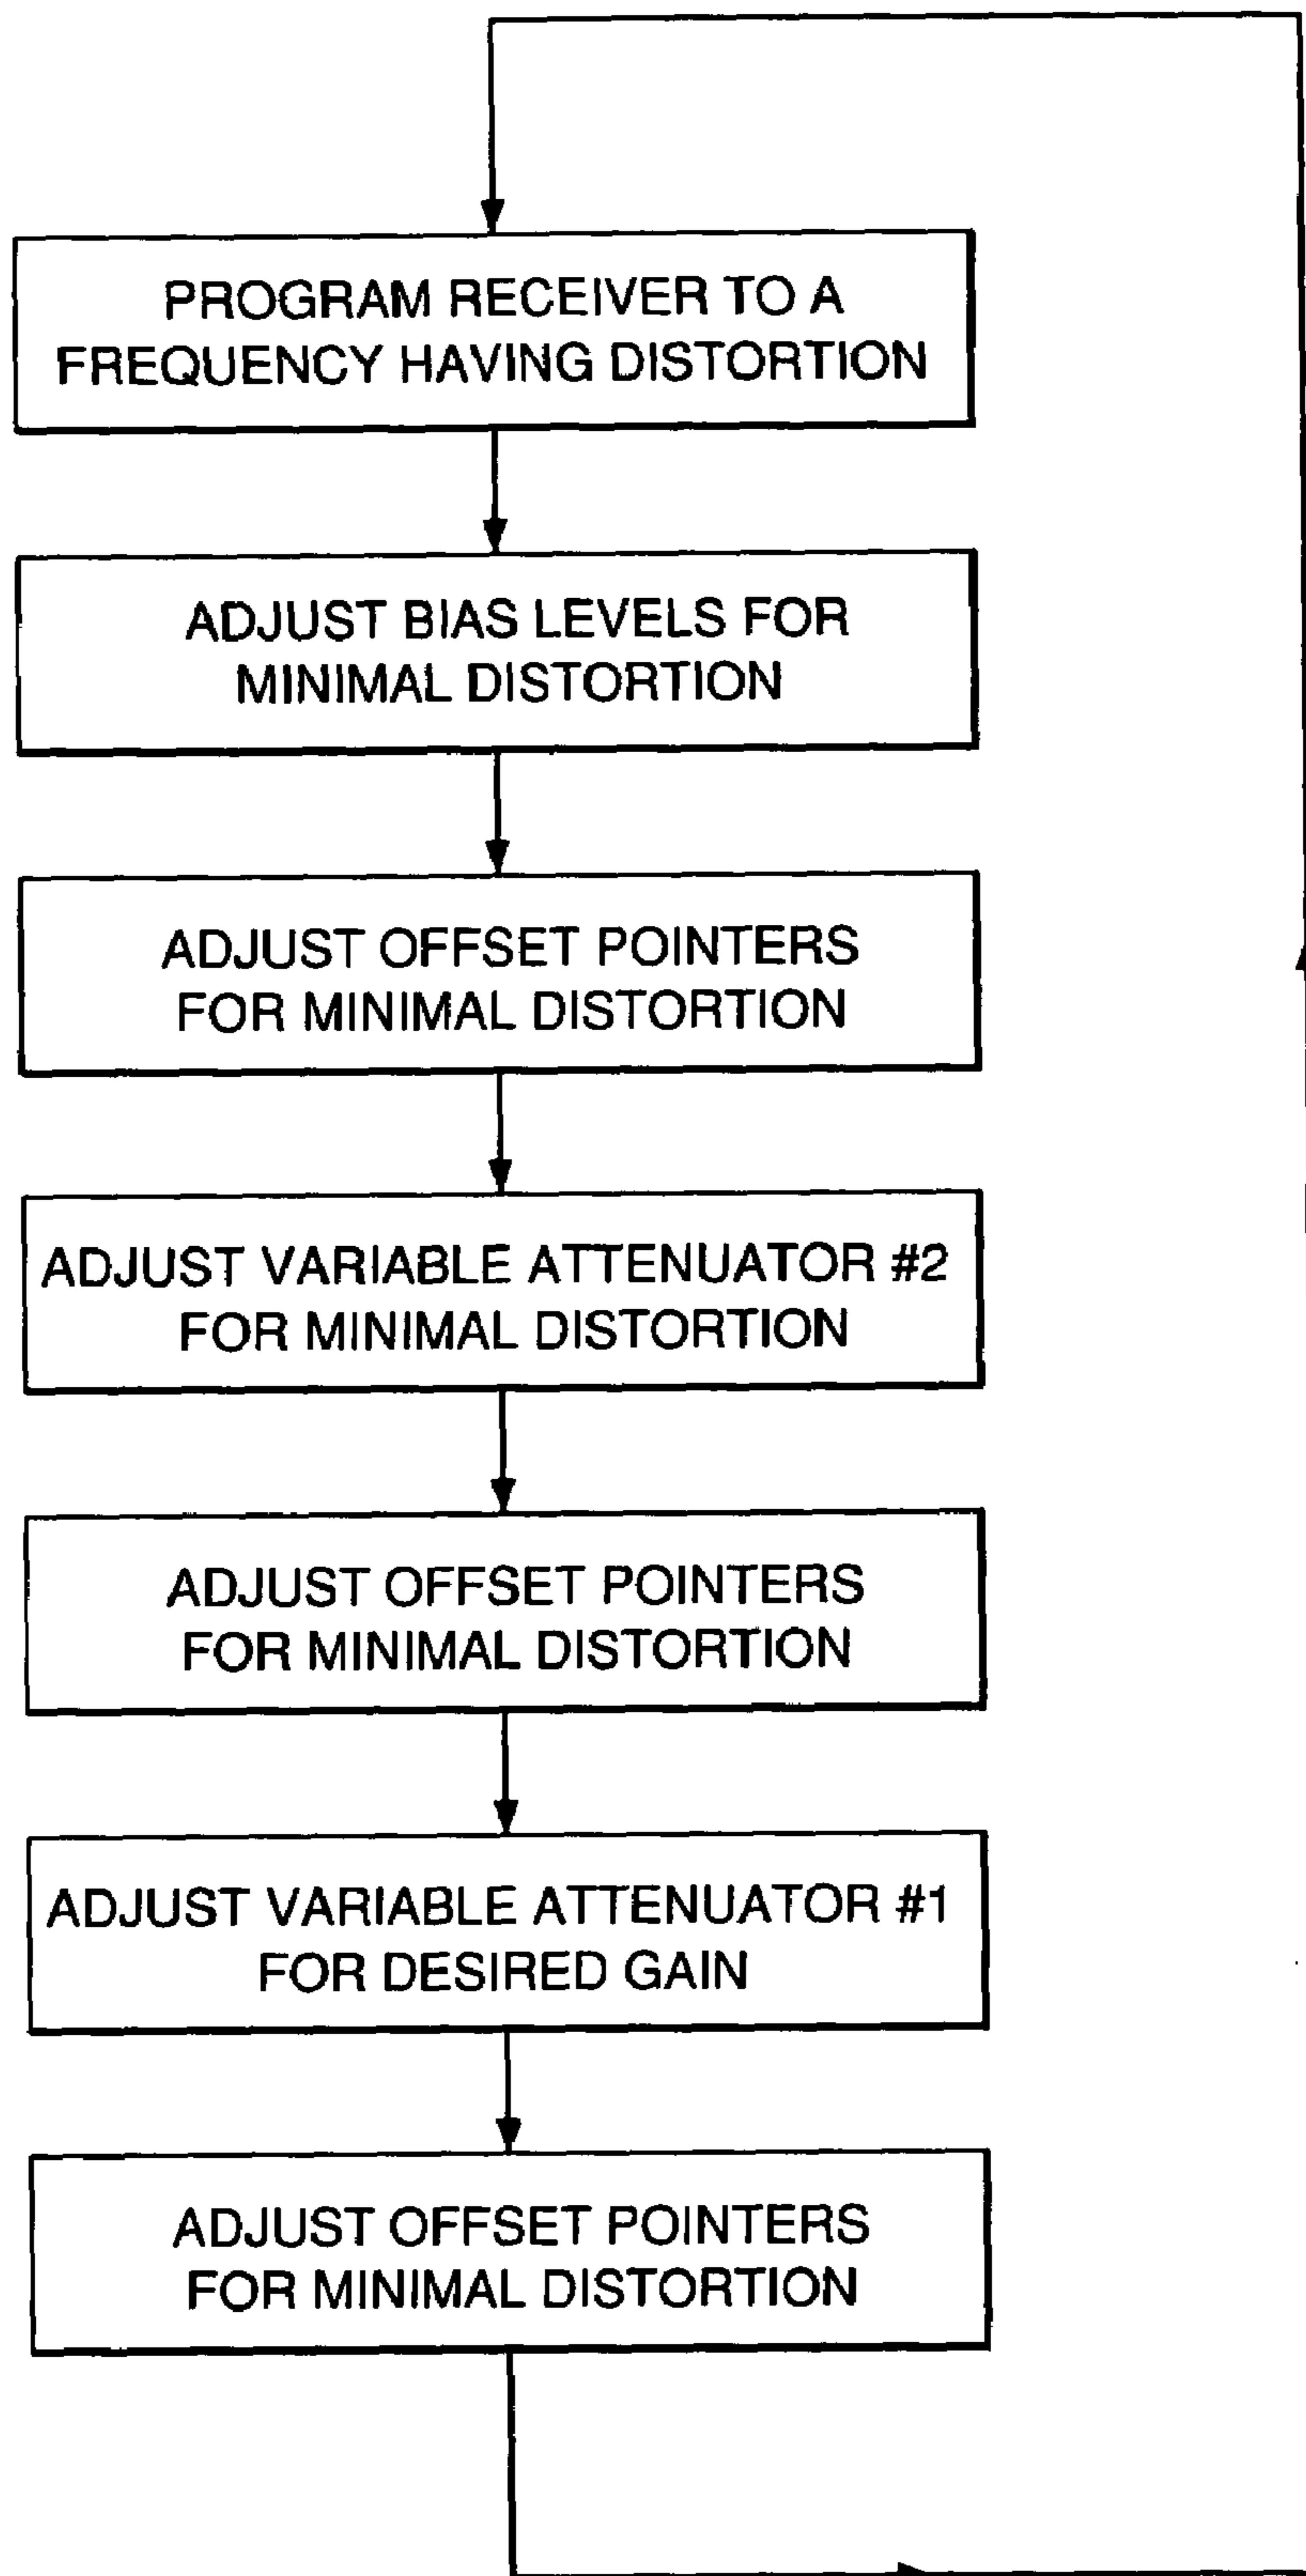 PROGRAM RECEIVER TO A
FREQUENCY HAVING DISTORTION
ADJUST BIAS LEVELS FOR
MINIMAL DISTORTION
ADJUST OFFSET POINTERS
FOR MINIMAL DISTORTION
ADJUST VARIABLE ATTENUATOR #2
FOR MINIMAL DISTORTION
ADJUST OFFSET POINTERS
FOR MINIMAL DISTORTION
ADJUST VARIABLE ATTENUATOR #1
FOR DESIRED GAIN
ADJUST OFFSET POINTERS
FOR MINIMAL DISTORTION